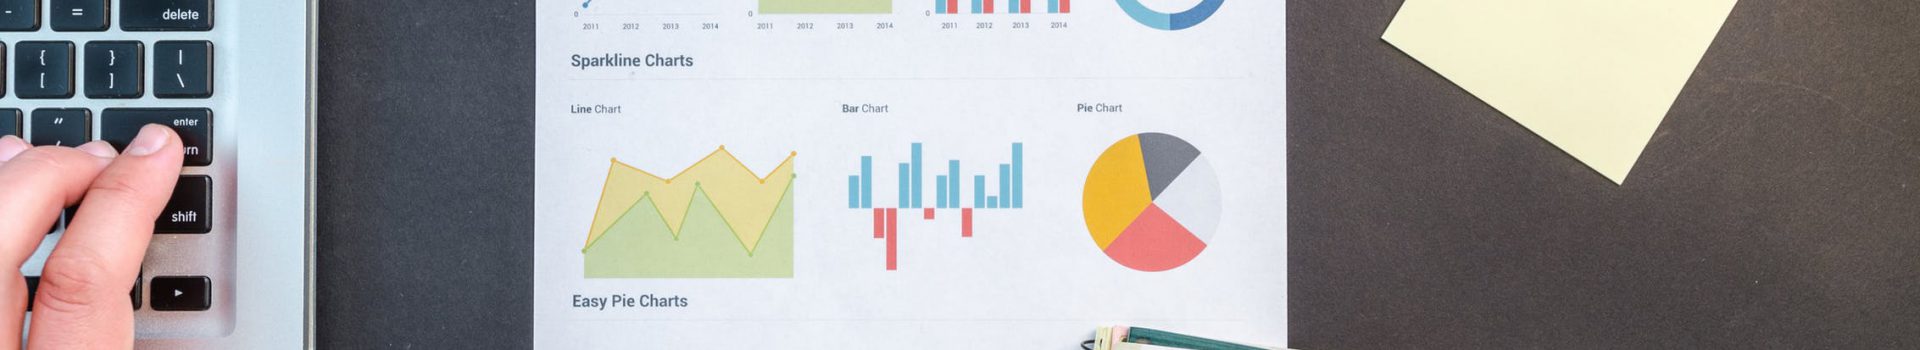 - = delete
{ } |
[ ] \
" enter
shift
0 0 0
2011 2012 2013 2014 2011 2012 2013 2014 2011 2012 2013 2014
Sparkline Charts
Line Chart Bar Chart Pie Chart
Easy Pie Charts